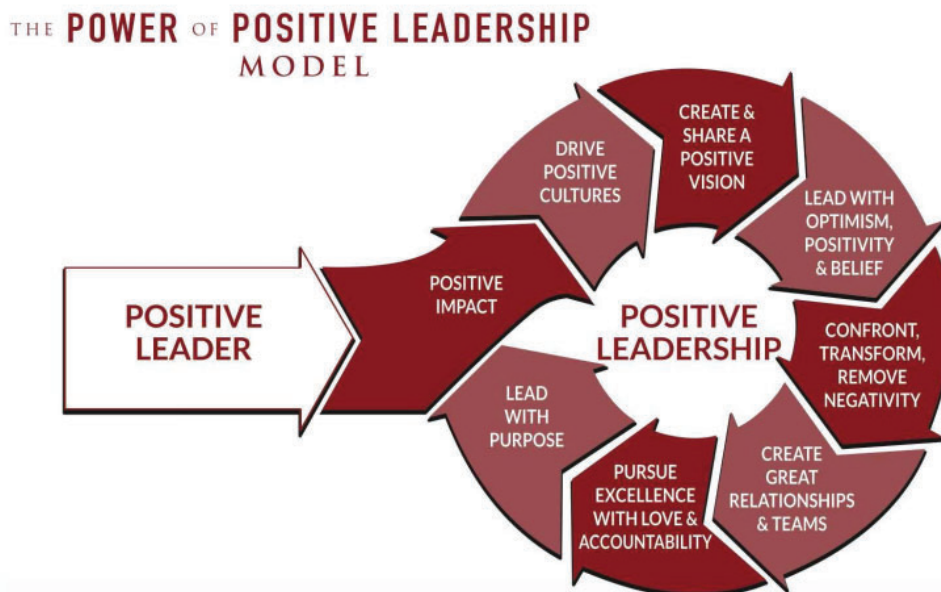 THE POWER OF POSITIVE LEADERSHIP
MODEL
POSITIVE
LEADER
POSITIVE
IMPACT
DRIVE
POSITIVE
CULTURES
CREATE &
SHARE A
POSITIVE
VISION
LEAD WITH
OPTIMISM,
POSITIVITY
& BELIEF
CONFRONT,
TRANSFORM,
REMOVE
NEGATIVITY
CREATE
GREAT
RELATIONSHIPS
& TEAMS
PURSUE
EXCELLENCE
WITH LOVE &
ACCOUNTABILITY
LEAD
WITH
PURPOSE
POSITIVE
LEADERSHIP